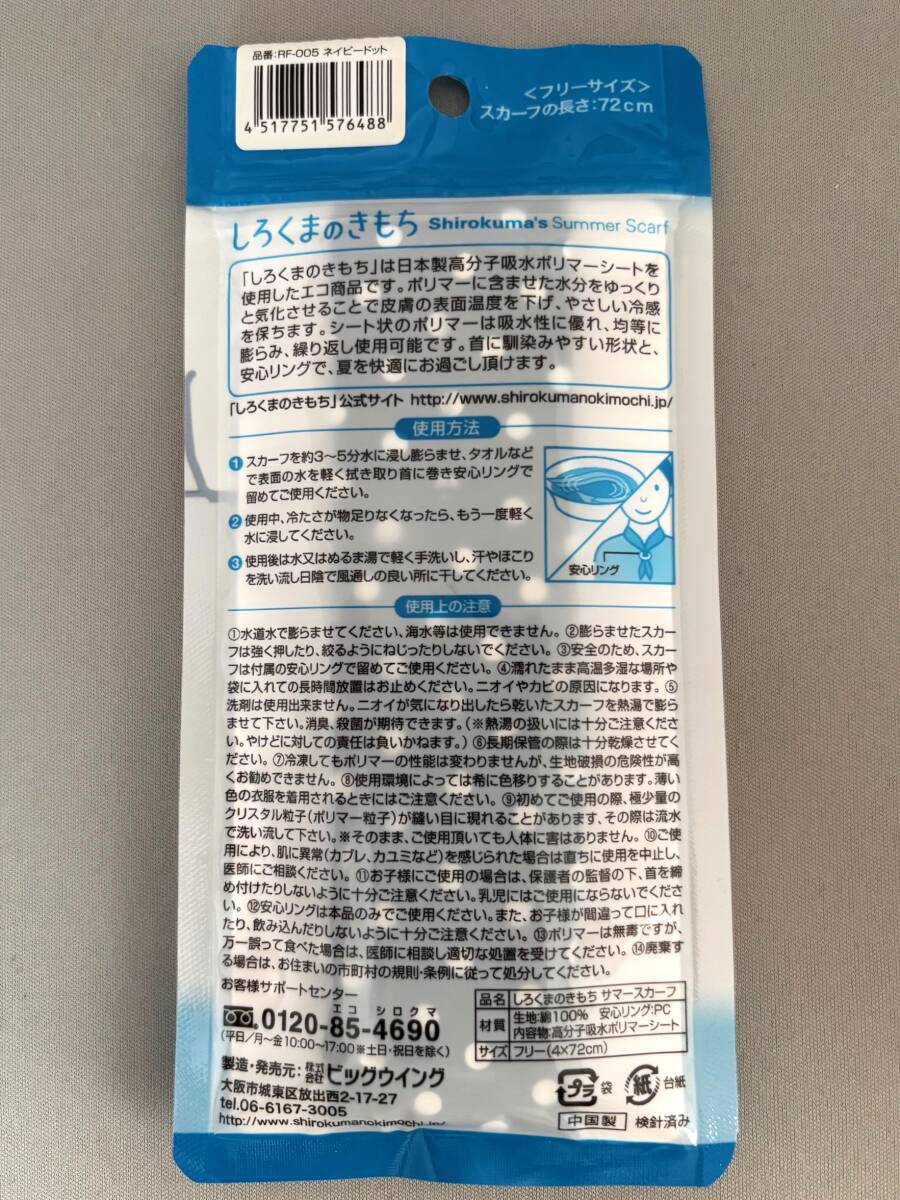 品番:RF-005 ネイビードット
4 517751 576488
<フリーサイズ>
スカーフの長さ:72cm
しろくまのきもち Shirokuma's Summer Scarf
「しろくまのきもち」は日本製高分子吸水ポリマーシートを
使用したエコ商品です。ポリマーに含ませた水分をゆっくり
と気化させることで皮膚の表面温度を下げ、やさしい冷感
を保ちます。シート状のポリマーは吸水性に優れ、均等に
膨らみ、繰り返し使用可能です。首に馴染みやすい形状と、
安心リングで、夏を快適にお過ごし頂けます。
「しろくまのきもち」公式サイト http://www.shirokumanokimochi.jp/
使用方法
1 スカーフを約3~5分水に浸し膨らませ、タオルなど
で表面の水を軽く拭き取り首に巻き安心リングで
留めてご使用ください。
2 使用中、冷たさが物足りなくなったら、もう一度軽く
水に浸してください。
3 使用後は水又はぬるま湯で軽く手洗いし、汗やほこり
を洗い流し日陰で風通しの良い所に干してください。
安心リング
使用上の注意
①水道水で膨らませてください、海水等は使用できません。②膨らませたスカー
フは強く押したり、絞るようにねじったりしないでください。③安全のため、スカー
フは付属の安心リングで留めてご使用ください。④濡れたまま高温多湿な場所や
袋に入れての長時間放置はお止めください。ニオイやカビの原因になります。⑤
洗剤は使用出来ません。ニオイが気になり出したら乾いたスカーフを熱湯で膨ら
ませて下さい。消臭、殺菌が期待できます。(※熱湯の扱いには十分ご注意くださ
い。やけどに対しての責任は負いかねます。)⑥長期保管の際は十分乾燥させてく
ださい。⑦冷凍してもポリマーの性能は変わりませんが、生地破損の危険性が高
くお勧めできません。⑧使用環境によっては希に色移りすることがあります。薄い
色の衣服を着用されるときにはご注意ください。⑨初めてご使用の際、極少量の
クリスタル粒子(ポリマー粒子)が縫い目に現れることがあります、その際は流水
で洗い流して下さい。※そのまま、ご使用頂いても人体に害はありません。⑩ご使
用により、肌に異常(カブレ、カユミなど)を感じられた場合は直ちに使用を中止し、
医師にご相談ください。⑪お子様にご使用の場合は、保護者の監督の下、首を締
め付けたりしないように十分ご注意ください。乳児にはご使用にならないでくださ
い。⑫安心リングは本品のみでご使用ください。また、お子様が間違って口に入れ
たり、飲み込んだりしないように十分ご注意ください。⑬ポリマーは無毒ですが、
万一誤って食べた場合は、医師に相談し適切な処置を受けてください。⑭廃棄す
る場合は、お住まいの市町村の規則・条例に従って処分してください。
お客様サポートセンター
エコ シロクマ
0120-85-4690
(平日/月~金10:00~17:00※土日・祝日を除く)
製造・発売元:株式会社ビッグウイング
大阪市城東区放出西2-17-27
tel.06-6167-3005
http://www.shirokumanokimochi.jp/
品名 しろくまのきもち サマースカーフ
材質 生地:綿100% 安心リング:PC
内容物:高分子吸水ポリマーシート
サイズ フリー(4×72cm)
プラ 袋 紙 台紙
中国製 検針済み